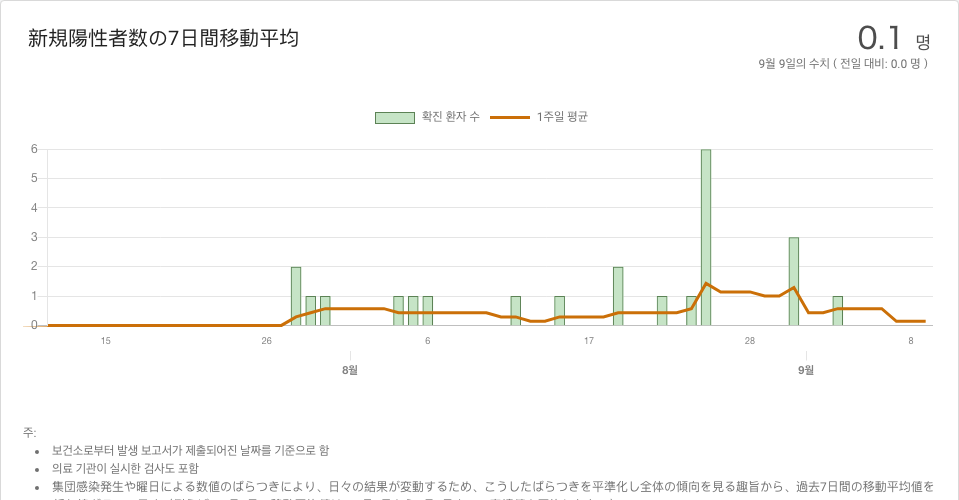 新規陽性者数の7日間移動平均
0.1 명
9월 9일의 수치 ( 전일 대비: 0.0 명 )
확진 환자 수 1주일 평균
6
5
4
3
2
1
0
15 26 6 17 28 8
8월 9월
주:
보건소로부터 발생 보고서가 제출되어진 날짜를 기준으로 함
의료 기관이 실시한 검사도 포함
集団感染発生や曜日による数値のばらつきにより、日々の結果が変動するため、こうしたばらつきを平準化し全体の傾向を見る趣旨から、過去7日間の移動平均値を